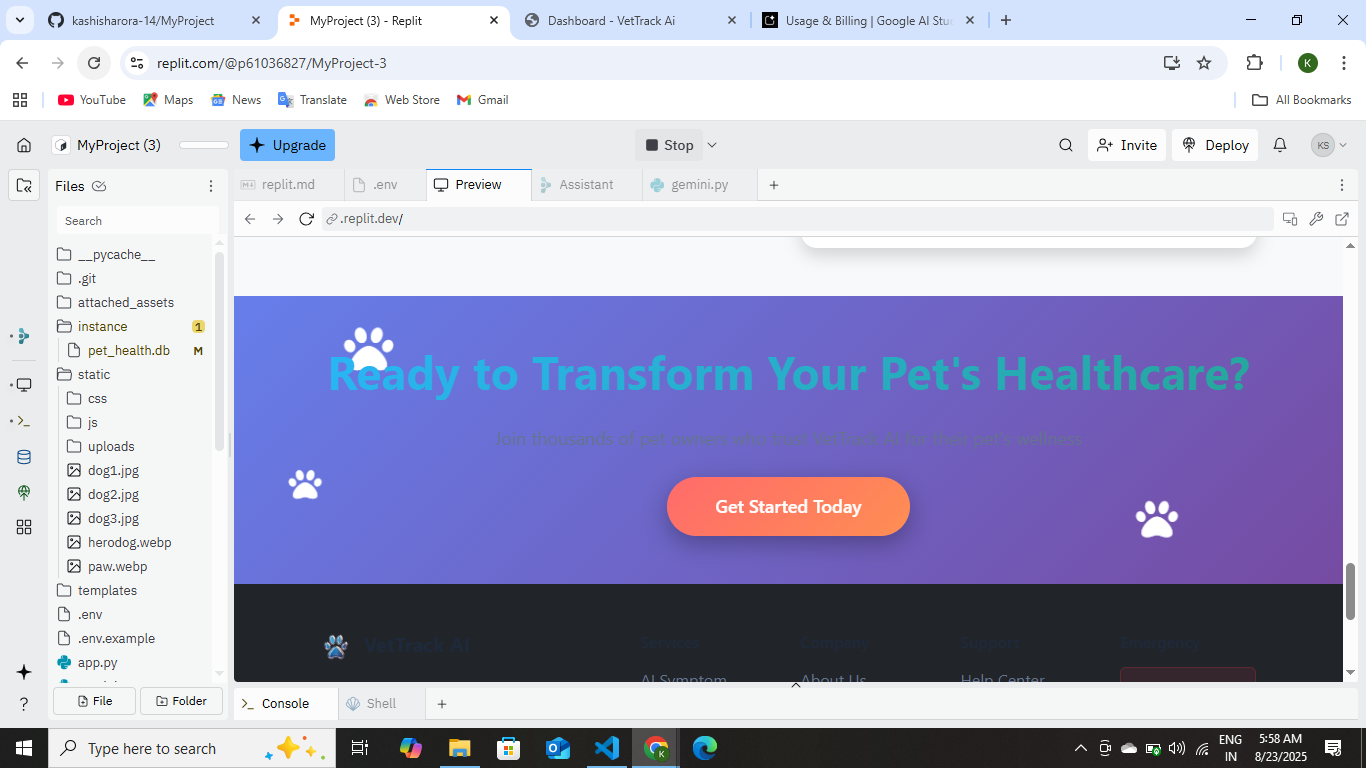 kashisharora-14/MyProject
MyProject (3) - Replit
Dashboard - VetTrack Ai
Usage & Billing | Google AI Stu
replit.com/@p61036827/MyProject-3
K
YouTube
Maps
News
Translate
Web Store
Gmail
All Bookmarks
MyProject (3)
Upgrade
Stop
Invite
Deploy
KS
Files
replit.md
.env
Preview
Assistant
gemini.py
Search
.replit.dev/
__pycache__
.git
attached_assets
instance
1
pet_health.db
M
static
css
js
uploads
dog1.jpg
dog2.jpg
dog3.jpg
herodog.webp
paw.webp
templates
.env
.env.example
app.py
File
Folder
Ready to Transform Your Pet's Healthcare?
Join thousands of pet owners who trust VetTrack AI for their pet's wellness
Get Started Today
VetTrack AI
Services
Company
Support
Emergency
AI Symptom
About Us
Help Center
Console
Shell
Type here to search
ENG
IN
5:58 AM
8/23/2025